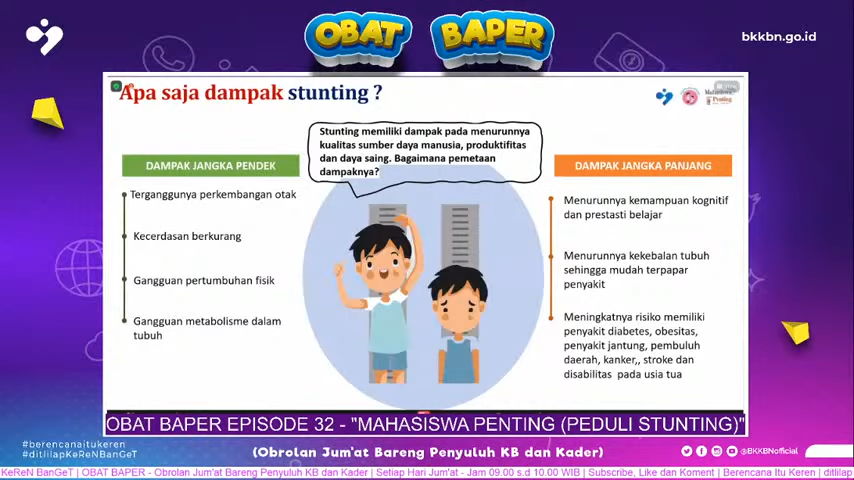 OBAT BAPER
bkkbn.go.id
Apa saja dampak stunting ?
Penting
Stunting memiliki dampak pada menurunnya
kualitas sumber daya manusia, produktifitas
dan daya saing. Bagaimana pemetaan
dampaknya?
DAMPAK JANGKA PENDEK
Terganggunya perkembangan otak
Kecerdasan berkurang
Gangguan pertumbuhan fisik
Gangguan metabolisme dalam
tubuh
DAMPAK JANGKA PANJANG
Menurunnya kemampuan kognitif
dan prestasti belajar
Menurunnya kekebalan tubuh
sehingga mudah terpapar
penyakit
Meningkatnya risiko memiliki
penyakit diabetes, obesitas,
penyakit jantung, pembuluh
daerah, kanker,, stroke dan
disabilitas pada usia tua
OBAT BAPER EPISODE 32 - "MAHASISWA PENTING (PEDULI STUNTING)"
#berencanaitukeren
#ditlilapKeReNBanGeT
(Obrolan Jum'at Bareng Penyuluh KB dan Kader)
@BKKBNofficial
KeReN BanGeT | OBAT BAPER - Obrolan Jum'at Bareng Penyuluh KB dan Kader | Setiap Hari Jum'at - Jam 09.00 s.d 10.00 WIB | Subscribe, Like dan Koment | Berencana Itu Keren | ditlilap